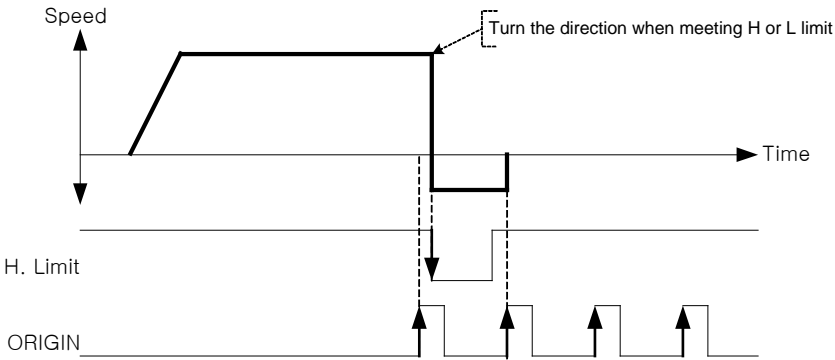 Speed
Turn the direction when meeting H or L limit
Time
H. Limit
ORIGIN